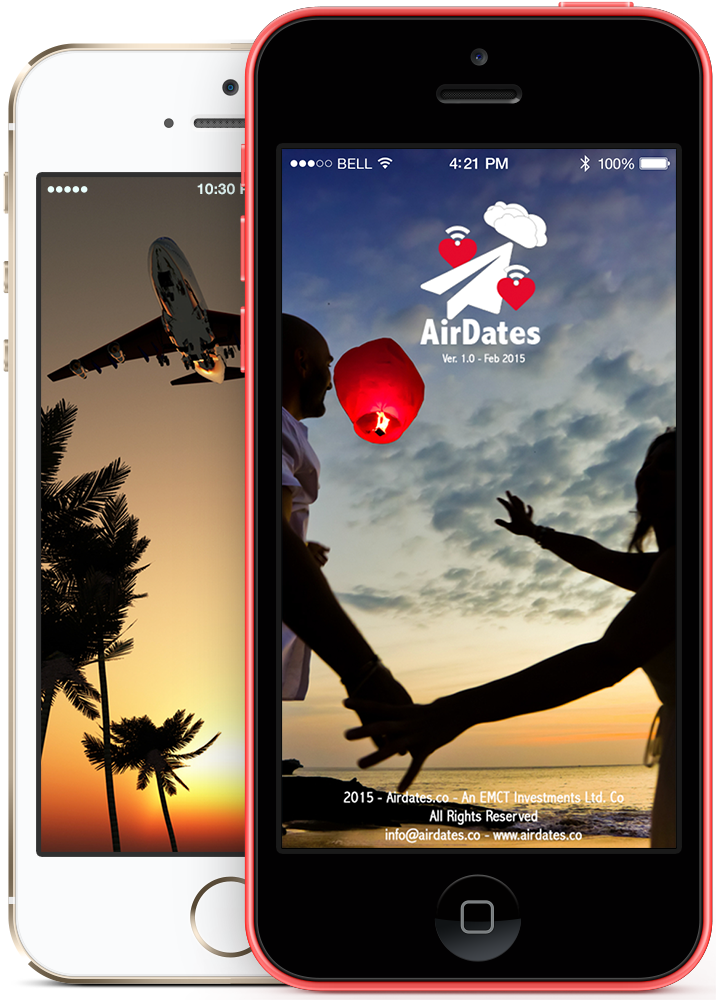 10:30
BELL 4:21 PM 100%
AirDates
Ver. 1.0 - Feb 2015
2015 - Airdates.co - An EMCT Investments Ltd. Co
All Rights Reserved
info@airdates.co - www.airdates.co